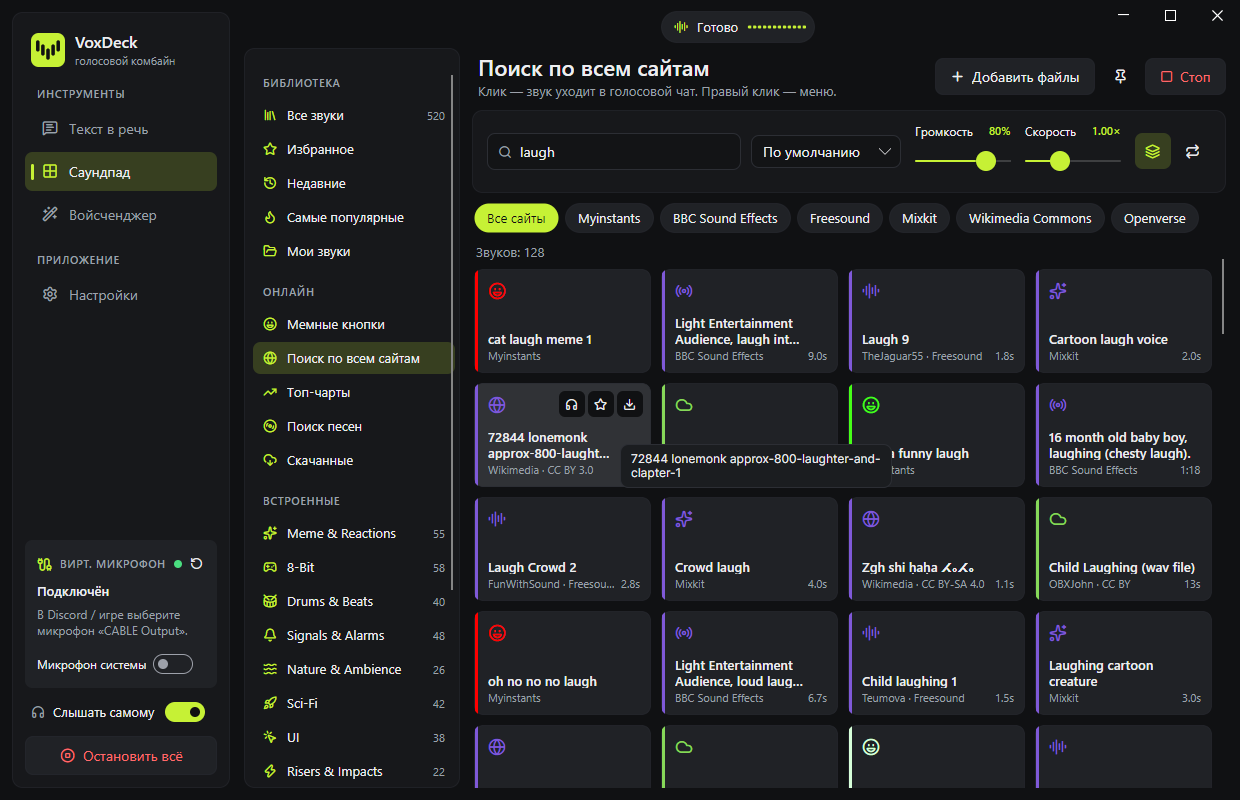 Готово
VoxDeck
голосовой комбайн
ИНСТРУМЕНТЫ
Текст в речь
Саундпад
Войсченджер
ПРИЛОЖЕНИЕ
Настройки
ВИРТ. МИКРОФОН
Подключён
В Discord / игре выберите
микрофон «CABLE Output».
Микрофон системы
Слышать самому
Остановить всё
БИБЛИОТЕКА
Все звуки 520
Избранное
Недавние
Самые популярные
Мои звуки
ОНЛАЙН
Мемные кнопки
Поиск по всем сайтам
Топ-чарты
Поиск песен
Скачанные
ВСТРОЕННЫЕ
Meme & Reactions 55
8-Bit 58
Drums & Beats 40
Signals & Alarms 48
Nature & Ambience 26
Sci-Fi 42
UI 38
Risers & Impacts 22
Поиск по всем сайтам
Клик — звук уходит в голосовой чат. Правый клик — меню.
Добавить файлы
Стоп
laugh
По умолчанию
Громкость 80%
Скорость 1.00×
Все сайты
Myinstants
BBC Sound Effects
Freesound
Mixkit
Wikimedia Commons
Openverse
Звуков: 128
cat laugh meme 1
Myinstants
Light Entertainment
Audience, laugh int...
BBC Sound Effects 9.0s
Laugh 9
TheJaguar55 · Freesound 1.8s
Cartoon laugh voice
Mixkit 2.0s
72844 lonemonk
approx-800-laught...
Wikimedia · CC BY 3.0
72844 lonemonk approx-800-laughter-and-
clapter-1
funny laugh
16 month old baby boy,
laughing (chesty laugh).
BBC Sound Effects 1:18
Laugh Crowd 2
FunWithSound · Freesou... 2.8s
Crowd laugh
Mixkit 4.0s
Zgh shi ḥaḥa
Wikimedia · CC BY-SA 4.0 1.1s
Child Laughing (wav file)
OBXJohn · CC BY 13s
oh no no no laugh
Myinstants
Light Entertainment
Audience, loud laug...
BBC Sound Effects 6.7s
Child laughing 1
Teumova · Freesound 1.5s
Laughing cartoon
creature
Mixkit 3.0s